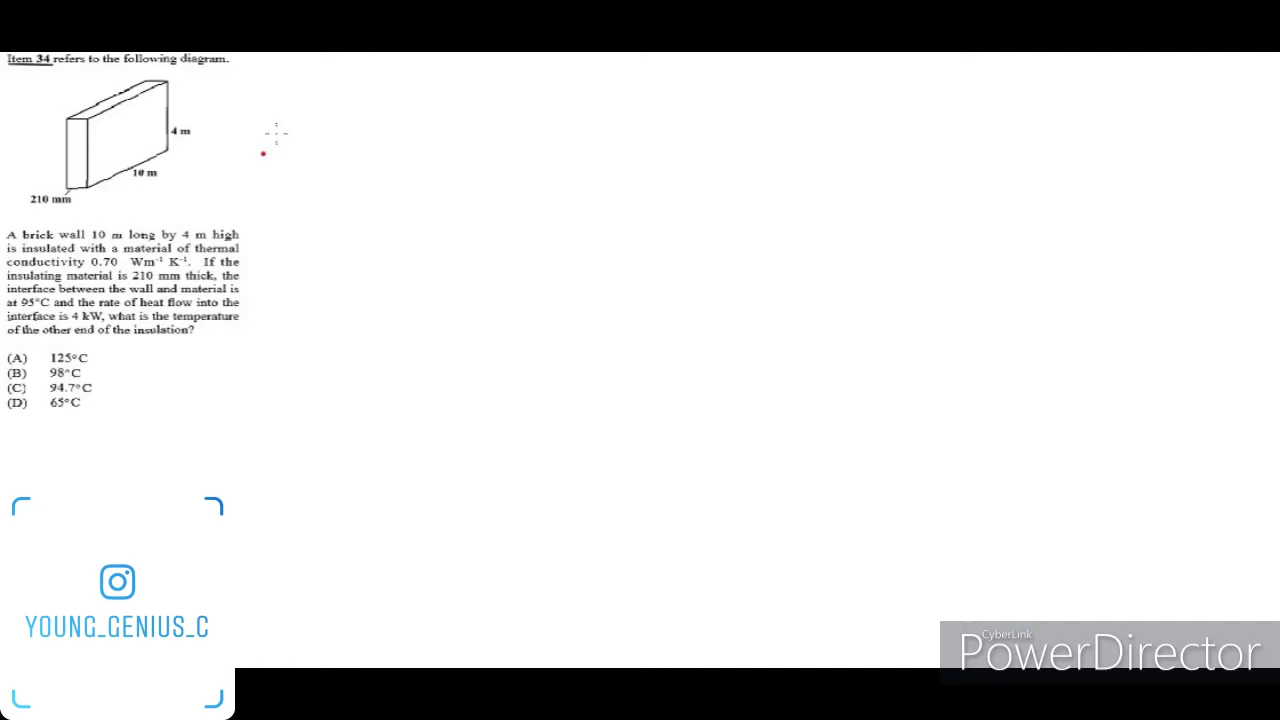 Item 34 refers to the following diagram.
4 m
10 m
210 mm
A brick wall 10 m long by 4 m high
is insulated with a material of thermal
conductivity 0.70 Wm⁻¹ K⁻¹. If the
insulating material is 210 mm thick, the
interface between the wall and material is
at 95°C and the rate of heat flow into the
interface is 4 kW, what is the temperature
of the other end of the insulation?
(A) 125°C
(B) 98°C
(C) 94.7°C
(D) 65°C
YOUNG_GENIUS_C
CyberLink
PowerDirector